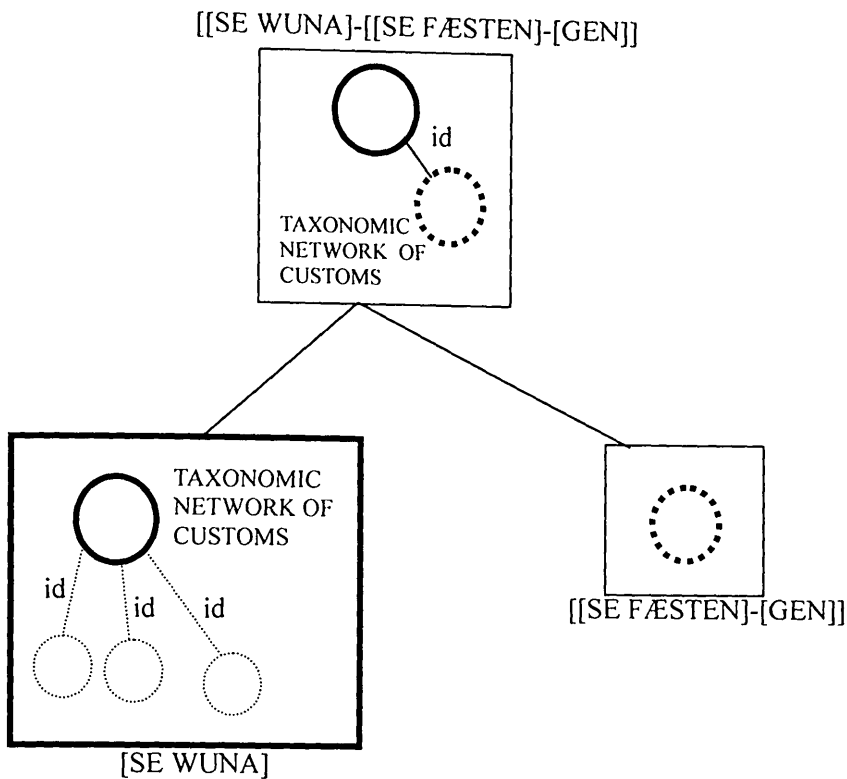 [[SE WUNA]-[[SE FÆSTEN]-[GEN]]
id
TAXONOMIC
NETWORK OF
CUSTOMS
TAXONOMIC
NETWORK OF
CUSTOMS
id
id
id
[[SE FÆSTEN]-[GEN]]
[SE WUNA]